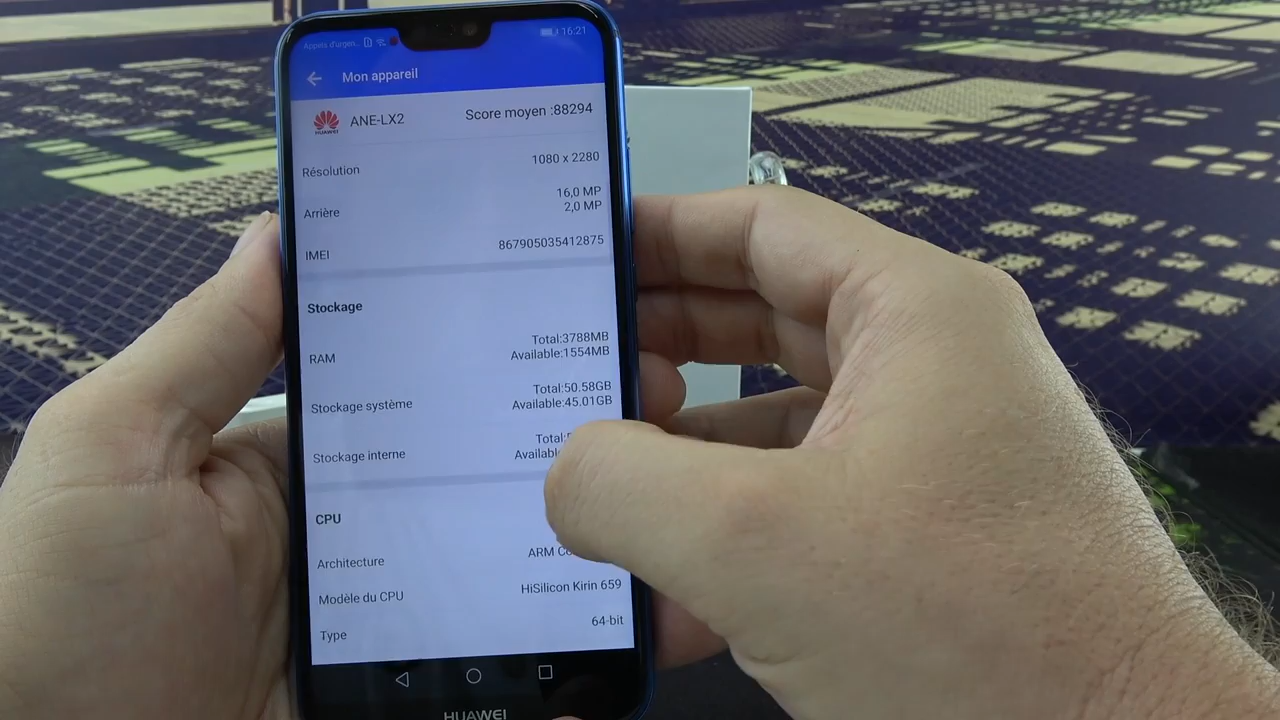 Appels d'urgen... 16:21
Mon appareil
HUAWEI ANE-LX2 Score moyen :88294
Résolution 1080 x 2280
Arrière 16,0 MP
2,0 MP
IMEI 867905035412875
Stockage
RAM Total:3788MB
Available:1554MB
Stockage système Total:50.58GB
Available:45.01GB
Stockage interne Total:
CPU
Architecture ARM
Modèle du CPU HiSilicon Kirin 659
Type 64-bit
HUAWEI